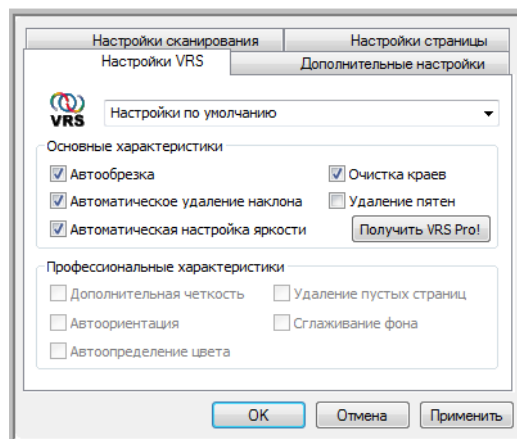 Настройки сканирования Настройки страницы
Настройки VRS Дополнительные настройки
VRS Настройки по умолчанию
Основные характеристики
Автообрезка Очистка краев
Автоматическое удаление наклона Удаление пятен
Автоматическая настройка яркости Получить VRS Pro!
Профессиональные характеристики
Дополнительная четкость Удаление пустых страниц
Автоориентация Сглаживание фона
Автоопределение цвета
OK Отмена Применить